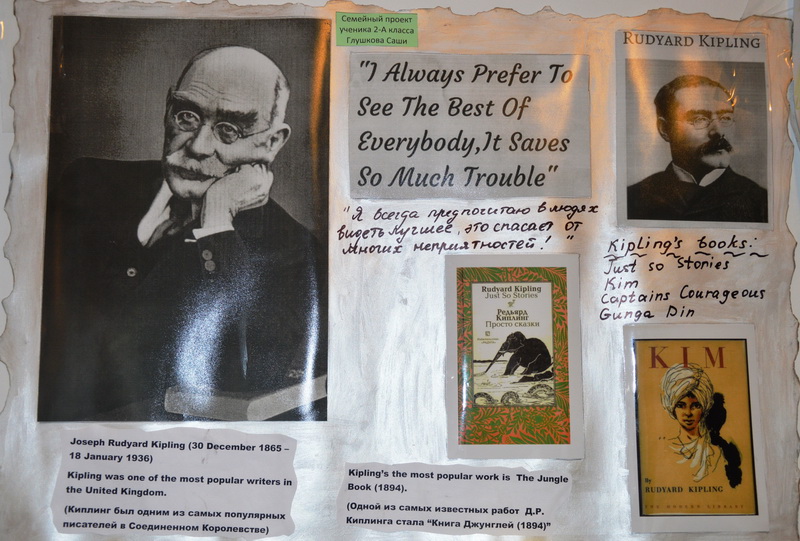 Семейный проект
ученика 2-А класса
Глушкова Саши
"I Always Prefer To
See The Best Of
Everybody,It Saves
So Much Trouble"
"Я всегда предпочитаю в людях
видеть лучшее, это спасает от
многих неприятностей! "
RUDYARD KIPLING
Kipling's books:
Just so Stories
Kim
Captains Courageous
Gunga Din
Rudyard Kipling
Just So Stories
Редьярд
Киплинг
Просто сказки
KIM
By
RUDYARD KIPLING
THE MODERN LIBRARY
Joseph Rudyard Kipling (30 December 1865 –
18 January 1936)
Kipling was one of the most popular writers in
the United Kingdom.
(Киплинг был одним из самых популярных
писателей в Соединенном Королевстве)
Kipling's the most popular work is The Jungle
Book (1894).
(Одной из самых известных работ Д.Р.
Киплинга стала "Книга Джунглей (1894)"